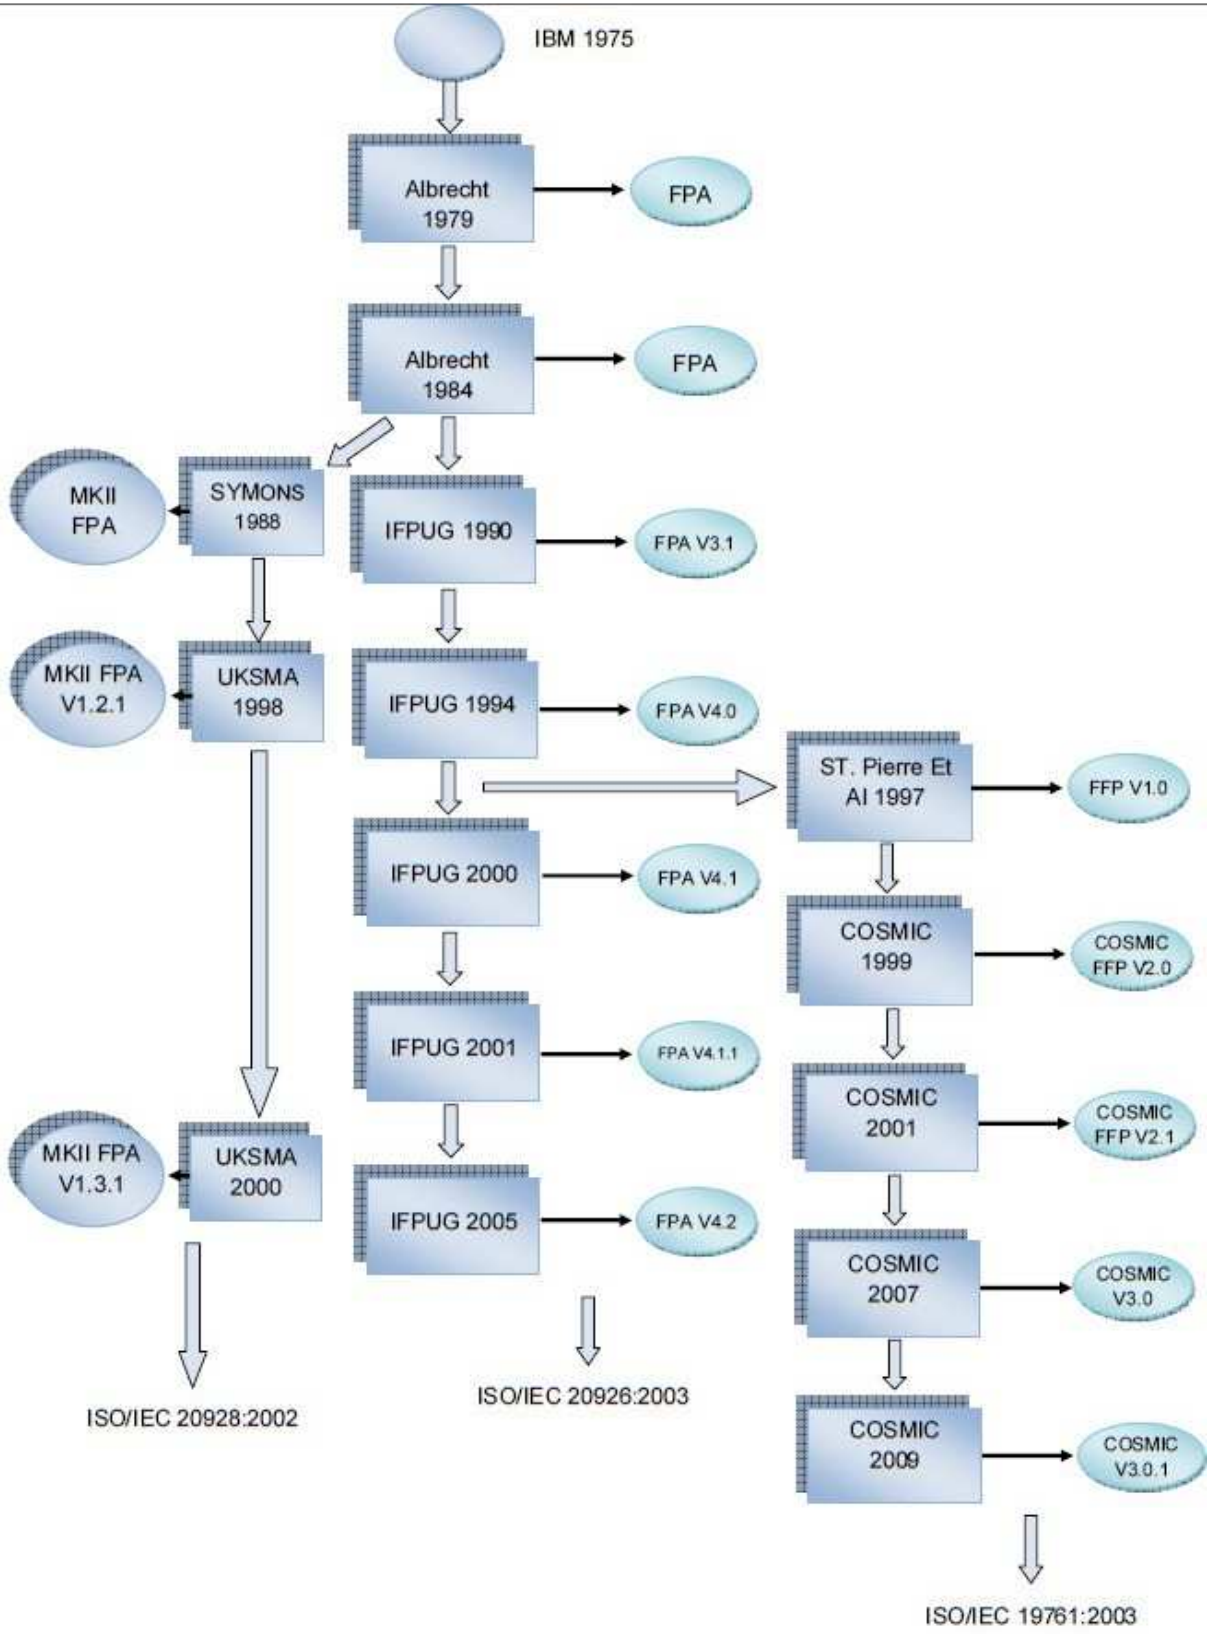 IBM 1975
Albrecht
1979
FPA
Albrecht
1984
FPA
MKII
FPA
SYMONS
1988
IFPUG 1990
FPA V3.1
MKII FPA
V1.2.1
UKSMA
1998
IFPUG 1994
FPA V4.0
ST. Pierre Et
Al 1997
FFP V1.0
IFPUG 2000
FPA V4.1
COSMIC
1999
COSMIC
FFP V2.0
IFPUG 2001
FPA V4.1.1
COSMIC
2001
COSMIC
FFP V2.1
MKII FPA
V1.3.1
UKSMA
2000
IFPUG 2005
FPA V4.2
COSMIC
2007
COSMIC
V3.0
ISO/IEC 20928:2002
ISO/IEC 20926:2003
COSMIC
2009
COSMIC
V3.0.1
ISO/IEC 19761:2003